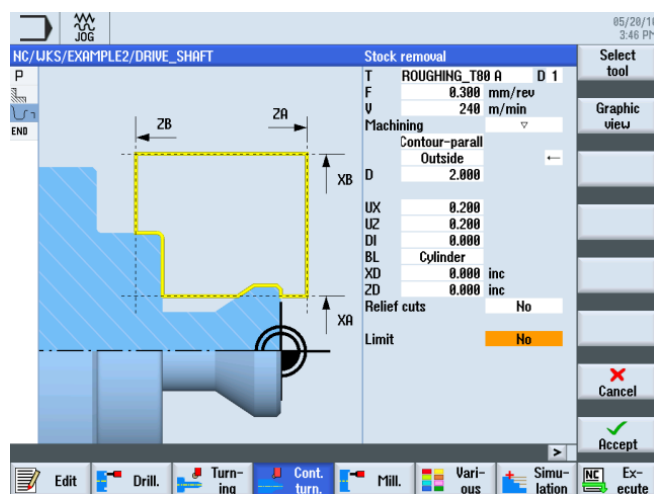 JOG
05/20/1
3:46 PM
NC/WKS/EXAMPLE2/DRIVE_SHAFT
Stock removal
Select
tool
P
END
T ROUGHING_T80 A D 1
F 0.300 mm/rev
V 240 m/min
Machining ▽
Contour-parall
Outside ←
D 2.000
UX 0.200
UZ 0.200
DI 0.000
BL Cylinder
XD 0.000 inc
ZD 0.000 inc
Relief cuts No
Limit No
ZB
ZA
XB
XA
Graphic
view
Cancel
Accept
>
Edit
Drill.
Turn-
ing
Cont.
turn.
Mill.
Vari-
ous
Simu-
lation
NC Ex-
ecute